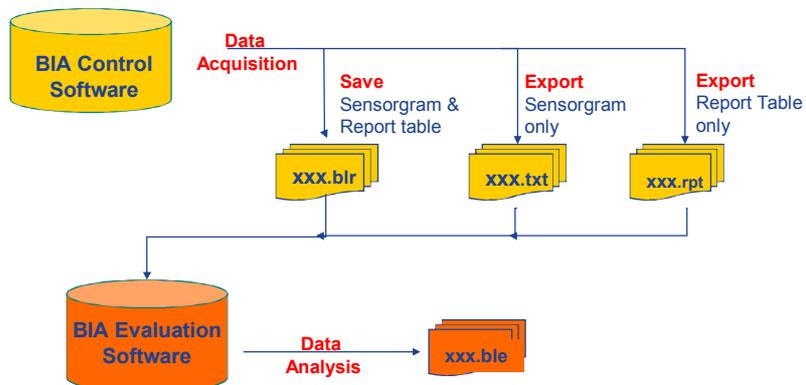 BIA Control
Software
Data
Acquisition
Save
Sensorgram &
Report table
Export
Sensorgram
only
Export
Report Table
only
xxx.blr
xxx.txt
xxx.rpt
BIA Evaluation
Software
Data
Analysis
xxx.ble